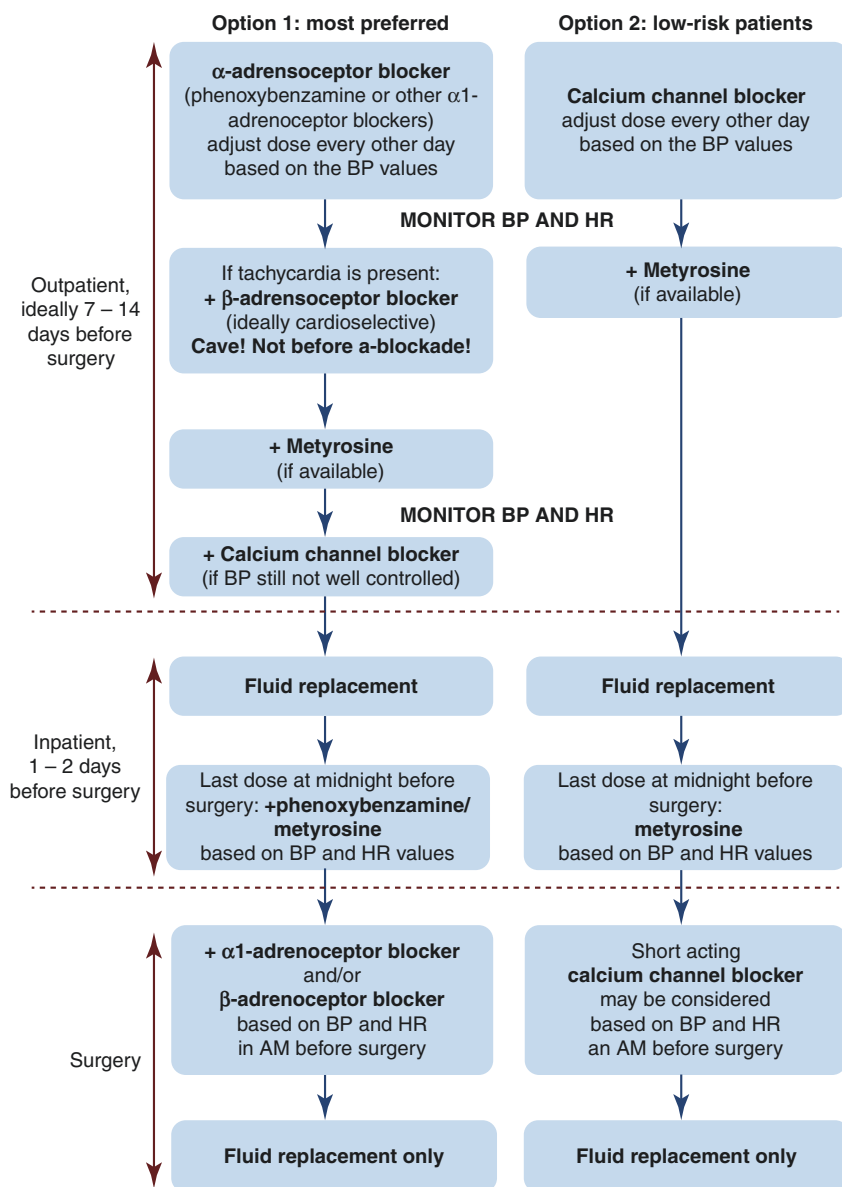 Option 1: most preferred
Option 2: low-risk patients
α-adrensoceptor blocker
(phenoxybenzamine or other α1-
adrenoceptor blockers)
adjust dose every other day
based on the BP values
Calcium channel blocker
adjust dose every other day
based on the BP values
MONITOR BP AND HR
Outpatient,
ideally 7 – 14
days before
surgery
If tachycardia is present:
+ β-adrensoceptor blocker
(ideally cardioselective)
Cave! Not before a-blockade!
+ Metyrosine
(if available)
+ Metyrosine
(if available)
MONITOR BP AND HR
+ Calcium channel blocker
(if BP still not well controlled)
Inpatient,
1 – 2 days
before surgery
Fluid replacement
Fluid replacement
Last dose at midnight before
surgery: +phenoxybenzamine/
metyrosine
based on BP and HR values
Last dose at midnight before
surgery:
metyrosine
based on BP and HR values
Surgery
+ α1-adrenoceptor blocker
and/or
β-adrenoceptor blocker
based on BP and HR
in AM before surgery
Short acting
calcium channel blocker
may be considered
based on BP and HR
an AM before surgery
Fluid replacement only
Fluid replacement only